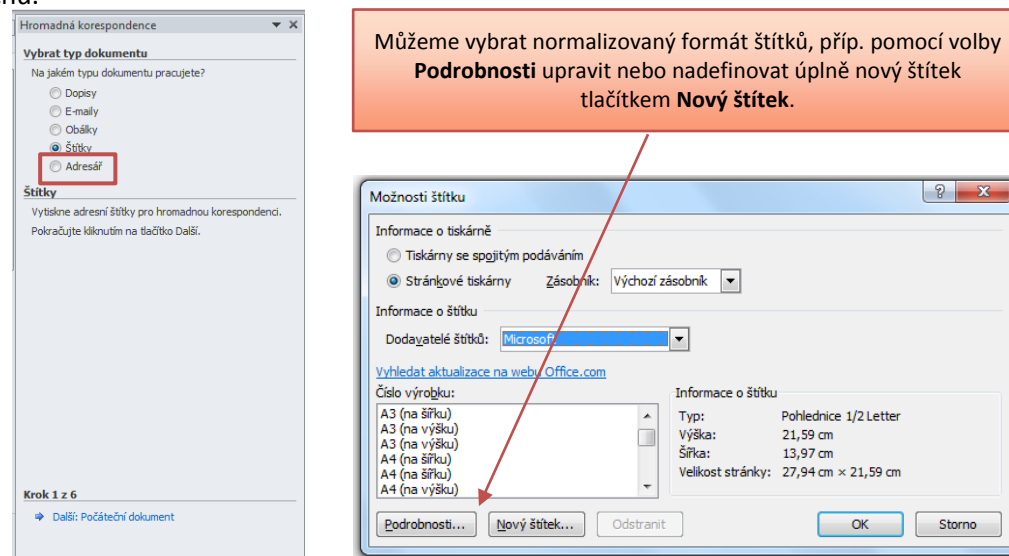 Hromadná korespondence
Vybrat typ dokumentu
Na jakém typu dokumentu pracujete?
Dopisy
E-maily
Obálky
Štítky
Adresář
Štítky
Vytiskne adresní štítky pro hromadnou korespondenci.
Pokračujte kliknutím na tlačítko Další.
Krok 1 z 6
Další: Počáteční dokument
Můžeme vybrat normalizovaný formát štítků, příp. pomocí volby
Podrobnosti upravit nebo nadefinovat úplně nový štítek
tlačítkem Nový štítek.
Možnosti štítku
Informace o tiskárně
Tiskárny se spojitým podáváním
Stránkové tiskárny Zásobník: Výchozí zásobník
Informace o štítku
Dodavatelé štítků: Microsoft
Vyhledat aktualizace na webu Office.com
Číslo výrobku:
A3 (na šířku)
A3 (na výšku)
A3 (na výšku)
A4 (na šířku)
A4 (na šířku)
A4 (na výšku)
Informace o štítku
Typ: Pohlednice 1/2 Letter
Výška: 21,59 cm
Šířka: 13,97 cm
Velikost stránky: 27,94 cm × 21,59 cm
Podrobnosti... Nový štítek... Odstranit OK Storno